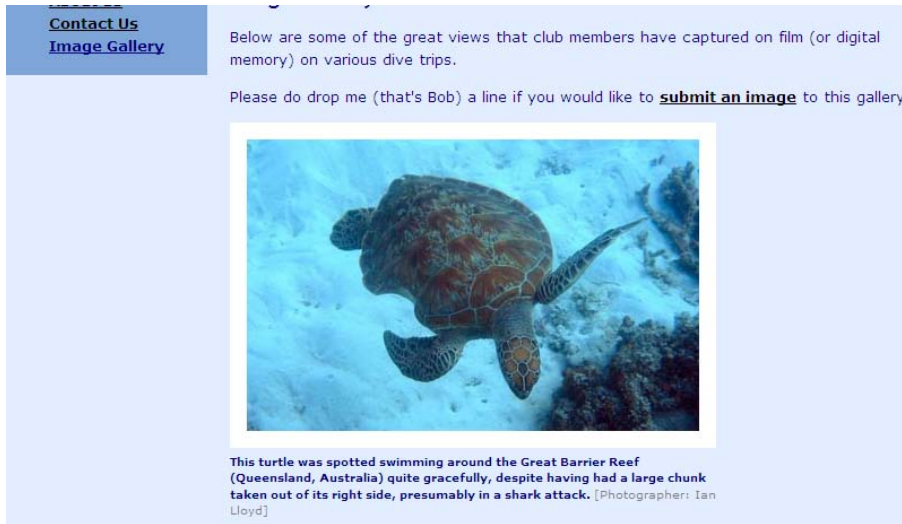 Contact Us
Image Gallery
Below are some of the great views that club members have captured on film (or digital
memory) on various dive trips.
Please do drop me (that's Bob) a line if you would like to submit an image to this gallery
This turtle was spotted swimming around the Great Barrier Reef
(Queensland, Australia) quite gracefully, despite having had a large chunk
taken out of its right side, presumably in a shark attack. [Photographer: Ian
Lloyd]